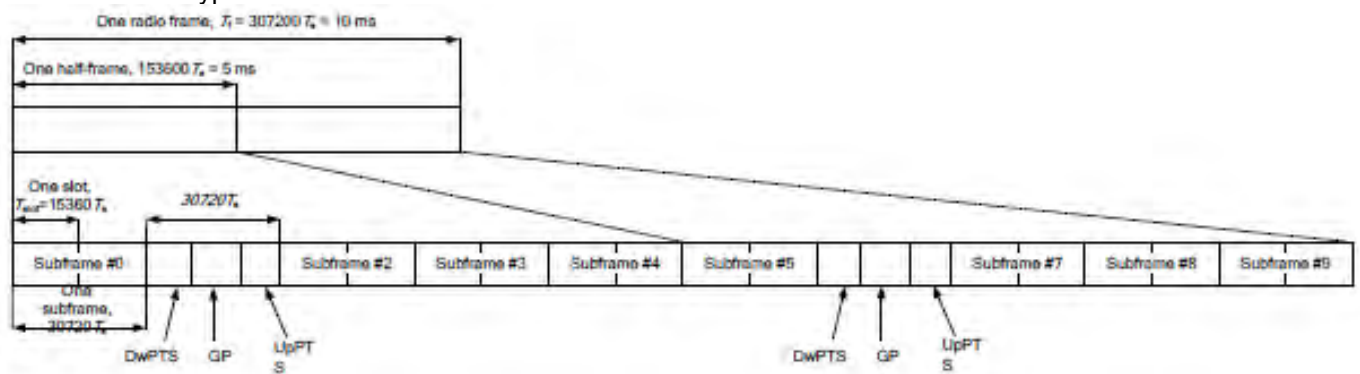 One radio frame, Tf = 307200 Ts = 10 ms
One half-frame, 153600 Ts = 5 ms
One slot,
Tslot=15360 Ts
30720Ts
Subframe #0
Subframe #2
Subframe #3
Subframe #4
Subframe #5
Subframe #7
Subframe #8
Subframe #9
One
subframe,
30720 Ts
DwPTS
GP
UpPT
S
DwPTS
GP
UpPT
S